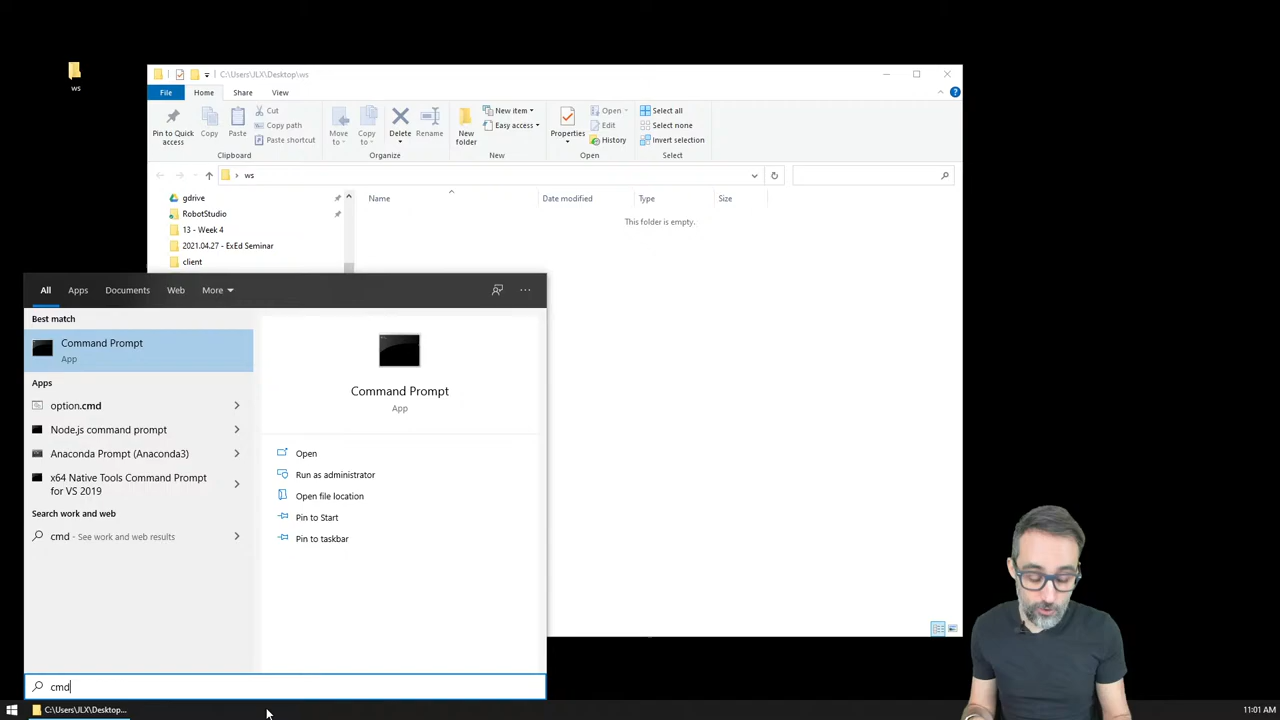 ws
C:\Users\JLX\Desktop\ws
File
Home
Share
View
Pin to Quick
access
Copy
Paste
Cut
Copy path
Paste shortcut
Clipboard
Move
to
Copy
to
Delete
Rename
Organize
New
folder
New item
Easy access
New
Properties
Open
Edit
History
Open
Select all
Select none
Invert selection
Select
ws
Name
Date modified
Type
Size
This folder is empty.
gdrive
RobotStudio
13 - Week 4
2021.04.27 - ExEd Seminar
client
All
Apps
Documents
Web
More
Best match
Command Prompt
App
Apps
option.cmd
Node.js command prompt
Anaconda Prompt (Anaconda3)
x64 Native Tools Command Prompt
for VS 2019
Search work and web
cmd - See work and web results
Command Prompt
App
Open
Run as administrator
Open file location
Pin to Start
Pin to taskbar
cmd
C:\Users\JLX\Desktop...
11:01 AM